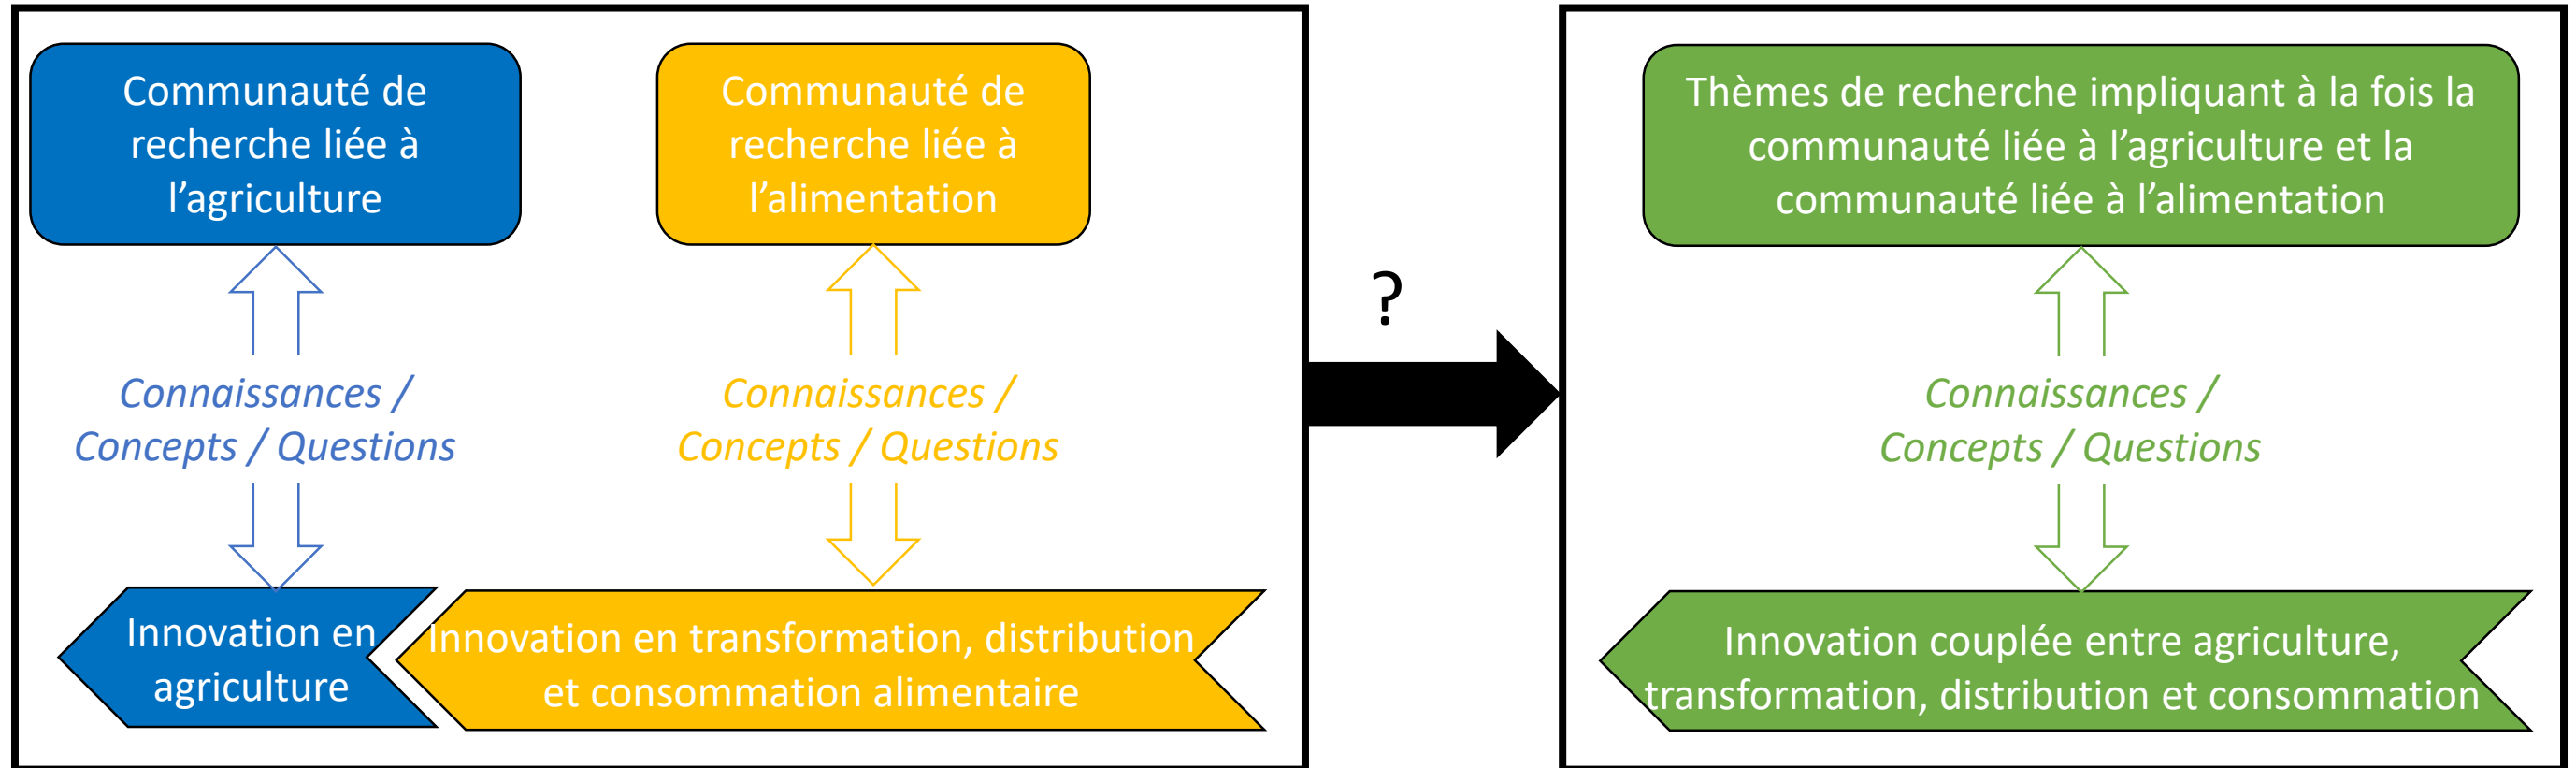 Communauté de
recherche liée à
l’agriculture
Communauté de
recherche liée à
l’alimentation
Connaissances /
Concepts / Questions
Connaissances /
Concepts / Questions
Innovation en
agriculture
Innovation en transformation, distribution
et consommation alimentaire
?
Thèmes de recherche impliquant à la fois la
communauté liée à l’agriculture et la
communauté liée à l’alimentation
Connaissances /
Concepts / Questions
Innovation couplée entre agriculture,
transformation, distribution et consommation